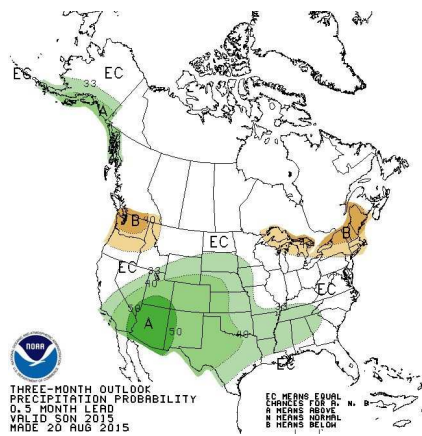 EC
EC
33
A
B
40
B
EC
EC
33
40
EC
33
50
A
50
40
EC
NOAA
THREE-MONTH OUTLOOK
PRECIPITATION PROBABILITY
0.5 MONTH LEAD
VALID SON 2015
MADE 20 AUG 2015
EC MEANS EQUAL
CHANCES FOR A, N, B
A MEANS ABOVE
N MEANS NORMAL
B MEANS BELOW